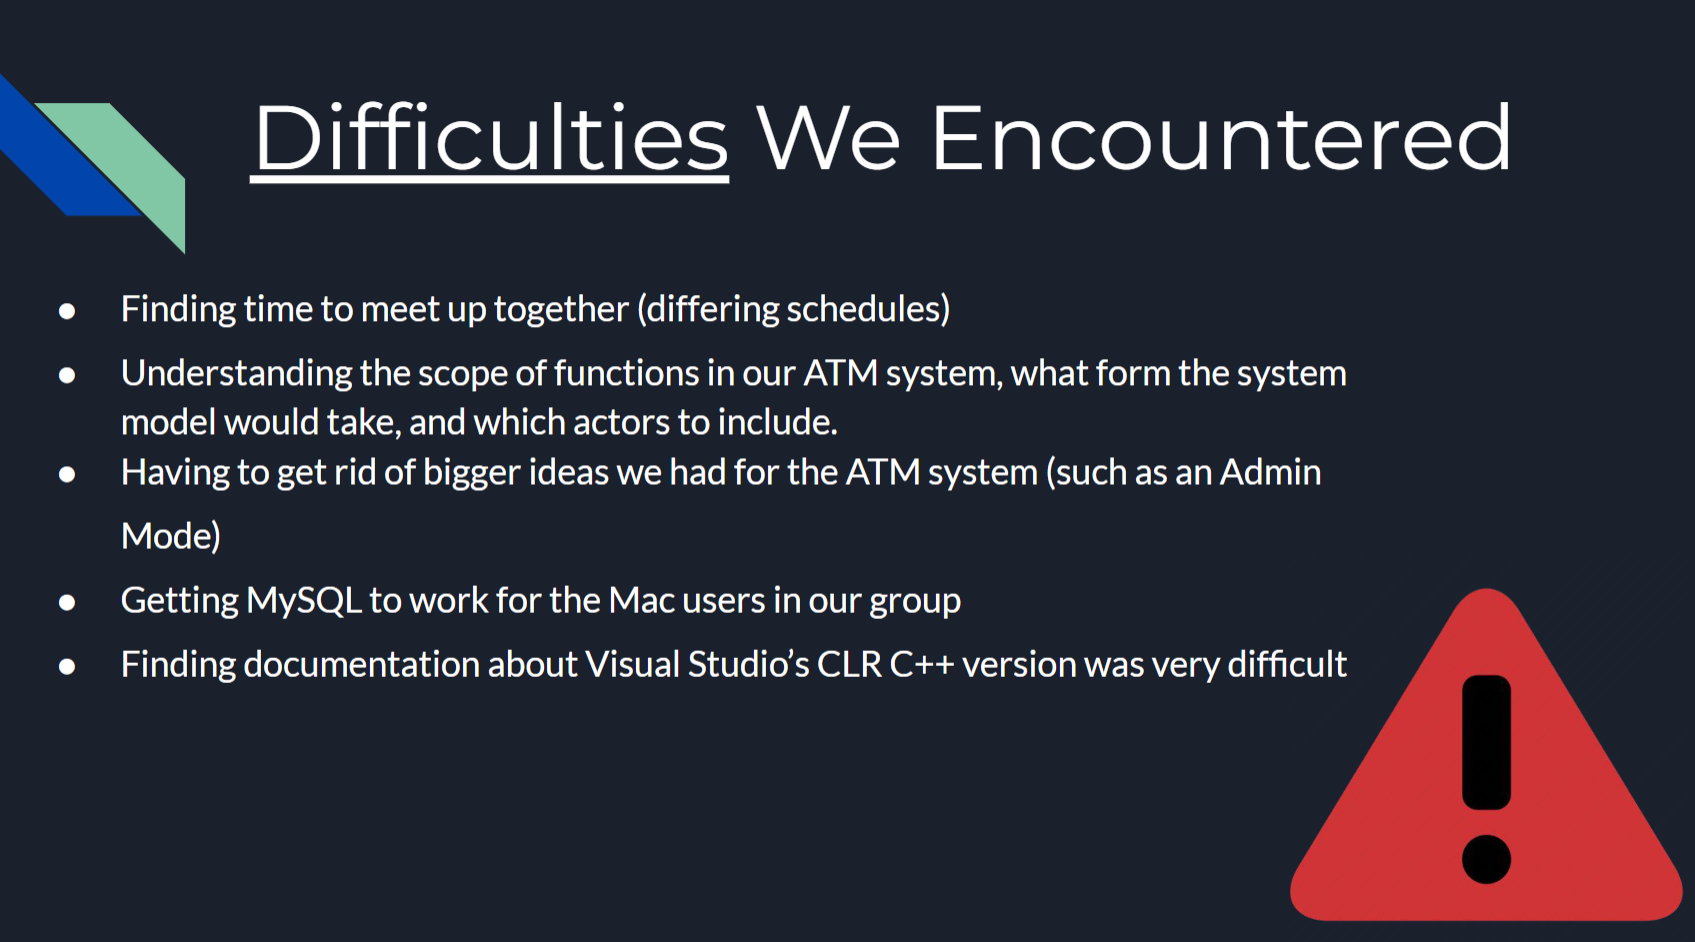 Difficulties We Encountered
● Finding time to meet up together (differing schedules)
● Understanding the scope of functions in our ATM system, what form the system
model would take, and which actors to include.
● Having to get rid of bigger ideas we had for the ATM system (such as an Admin
Mode)
● Getting MySQL to work for the Mac users in our group
● Finding documentation about Visual Studio’s CLR C++ version was very difficult